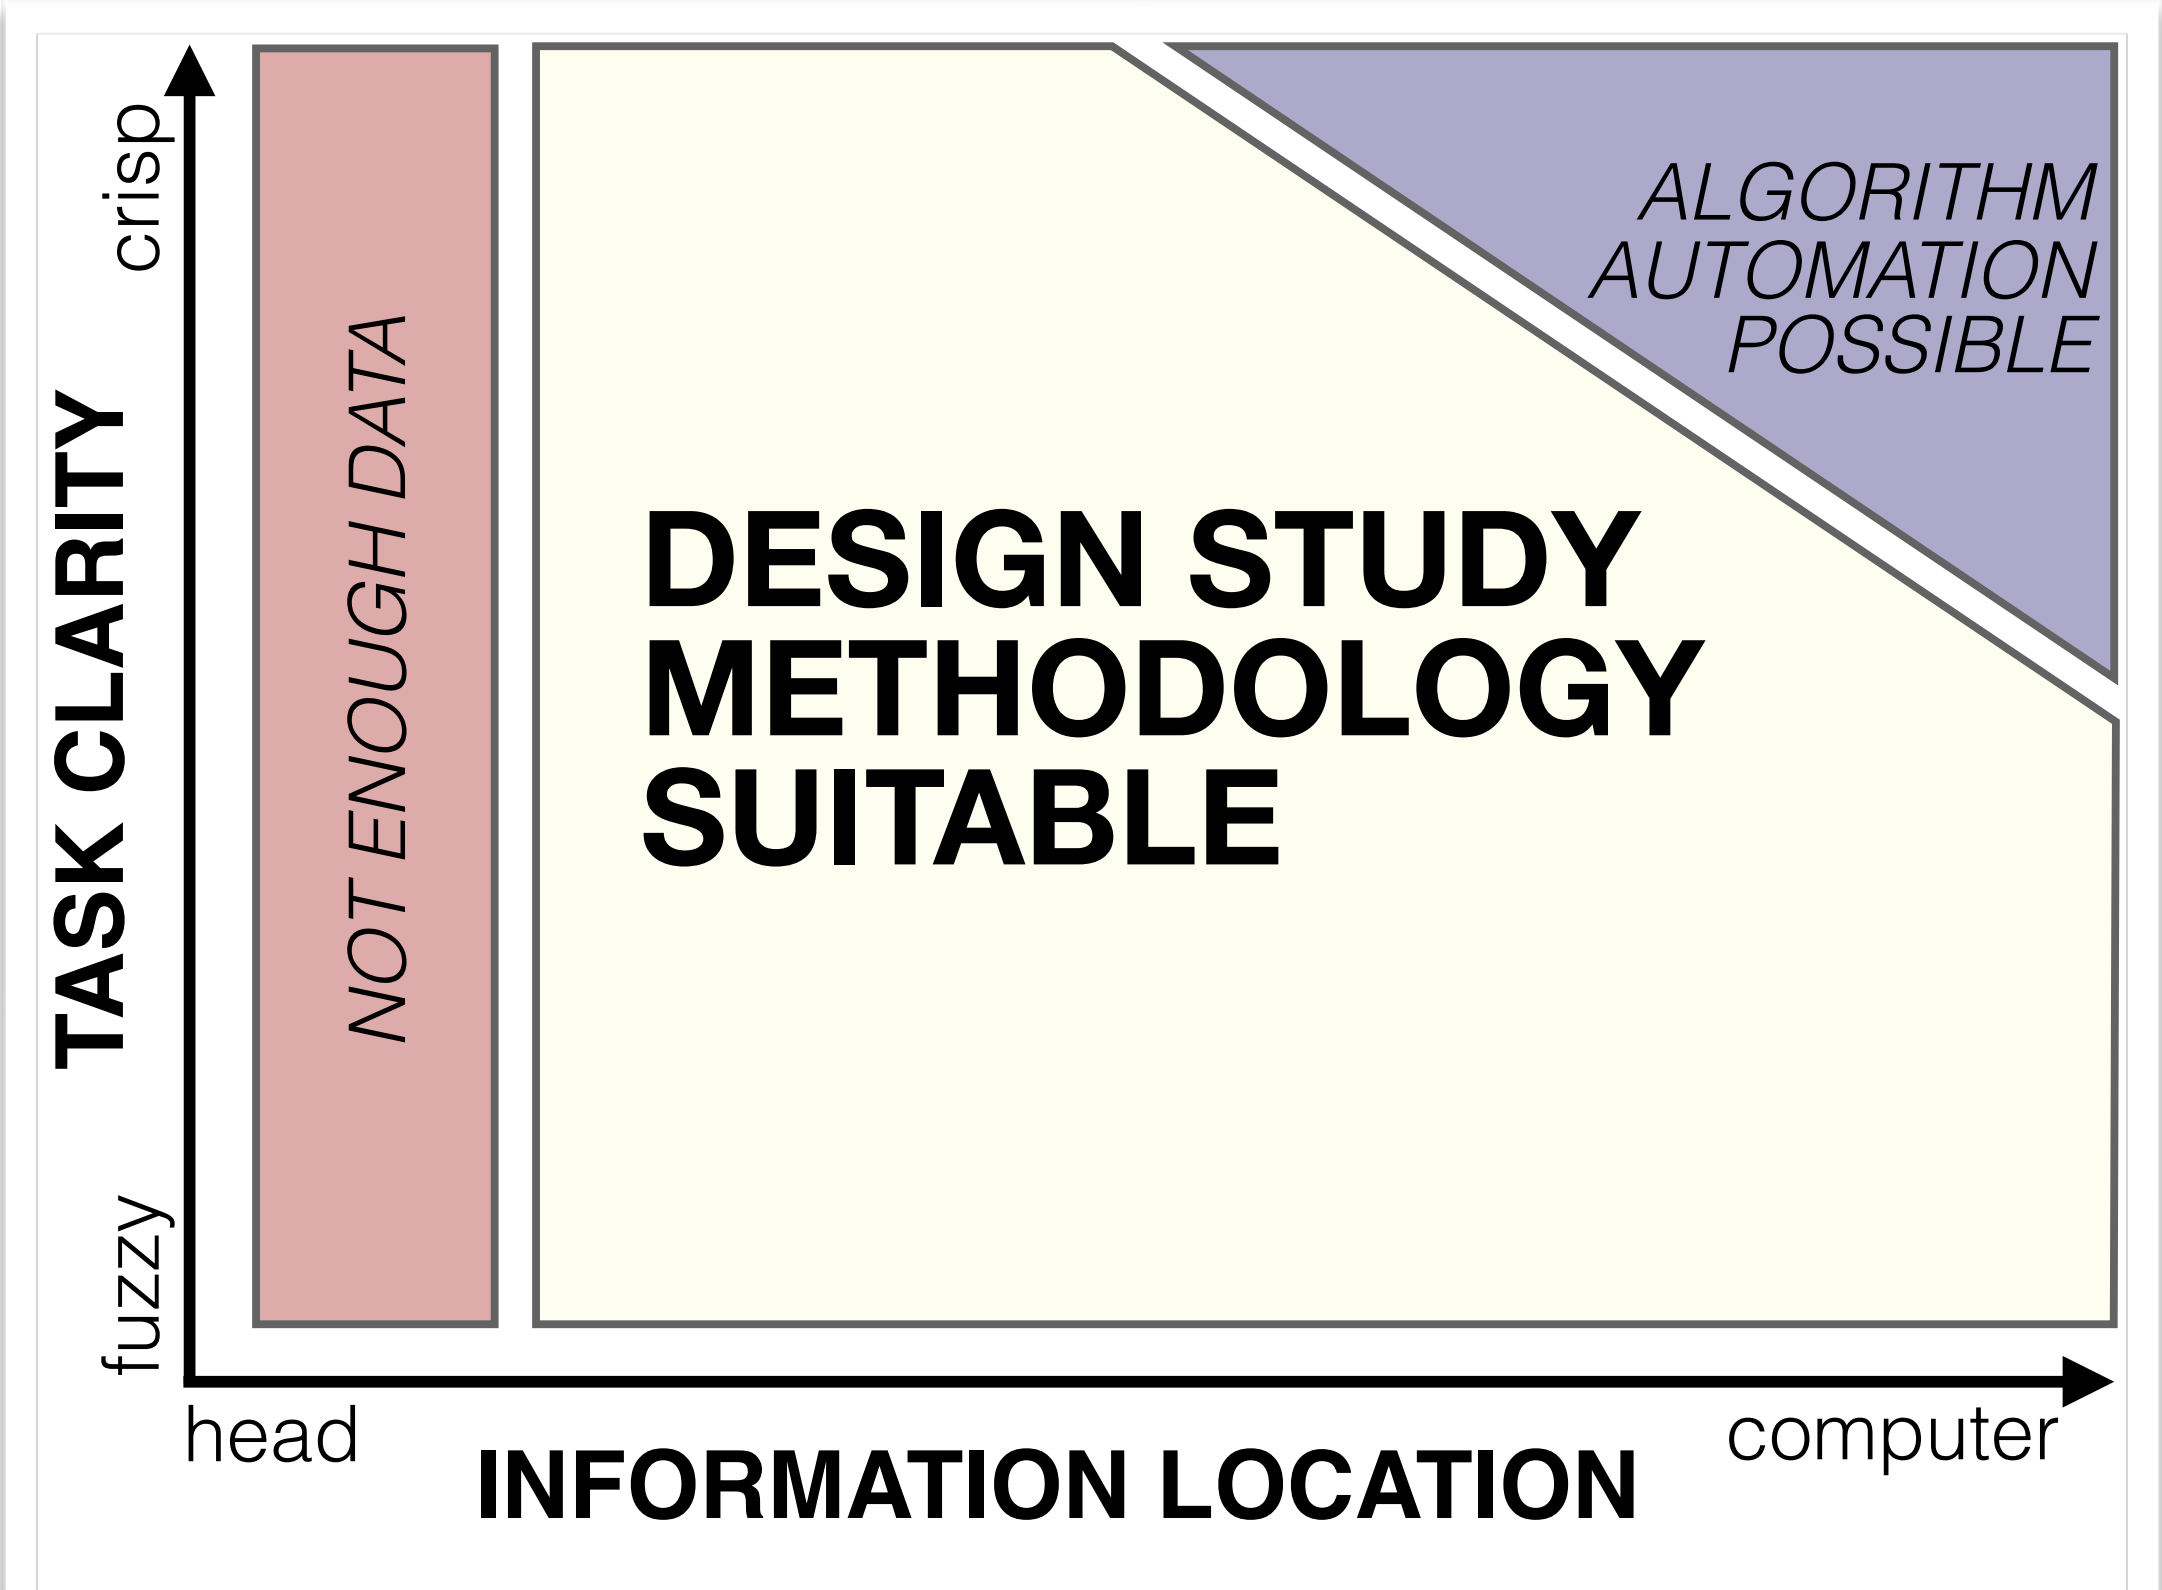 TASK CLARITY
crisp
fuzzy
NOT ENOUGH DATA
ALGORITHM
AUTOMATION
POSSIBLE
DESIGN STUDY
METHODOLOGY
SUITABLE
head
computer
INFORMATION LOCATION